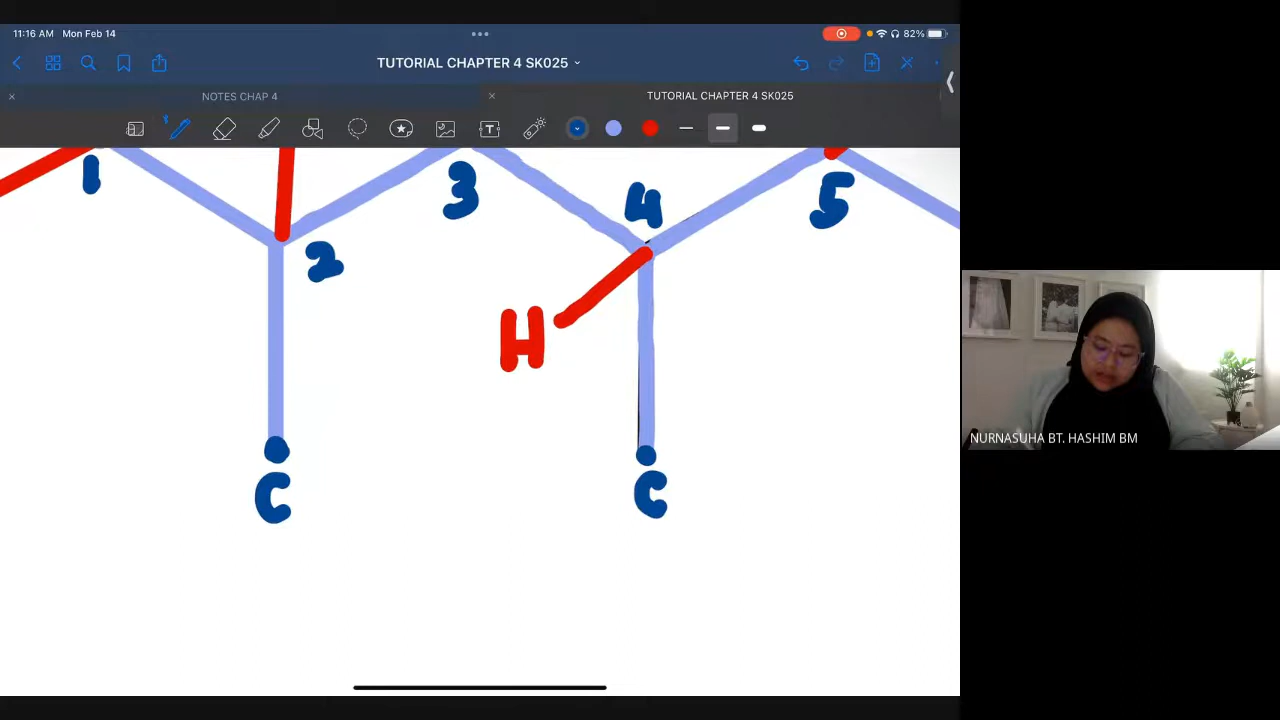 11:16 AM Mon Feb 14
82%
TUTORIAL CHAPTER 4 SK025
NOTES CHAP 4
TUTORIAL CHAPTER 4 SK025
T
1
2
3
4
5
H
C
C
NURNASUHA BT. HASHIM BM